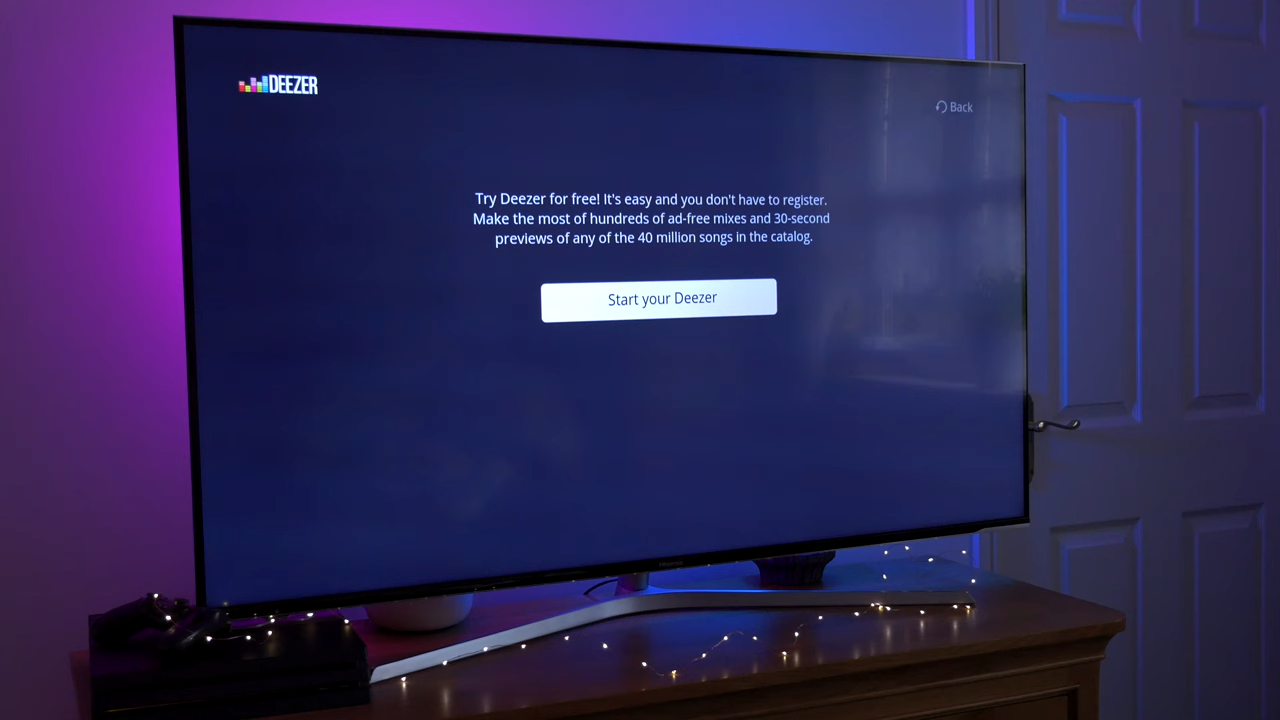 DEEZER
Back
Try Deezer for free! It's easy and you don't have to register.
Make the most of hundreds of ad-free mixes and 30-second
previews of any of the 40 million songs in the catalog.
Start your Deezer
Hisense